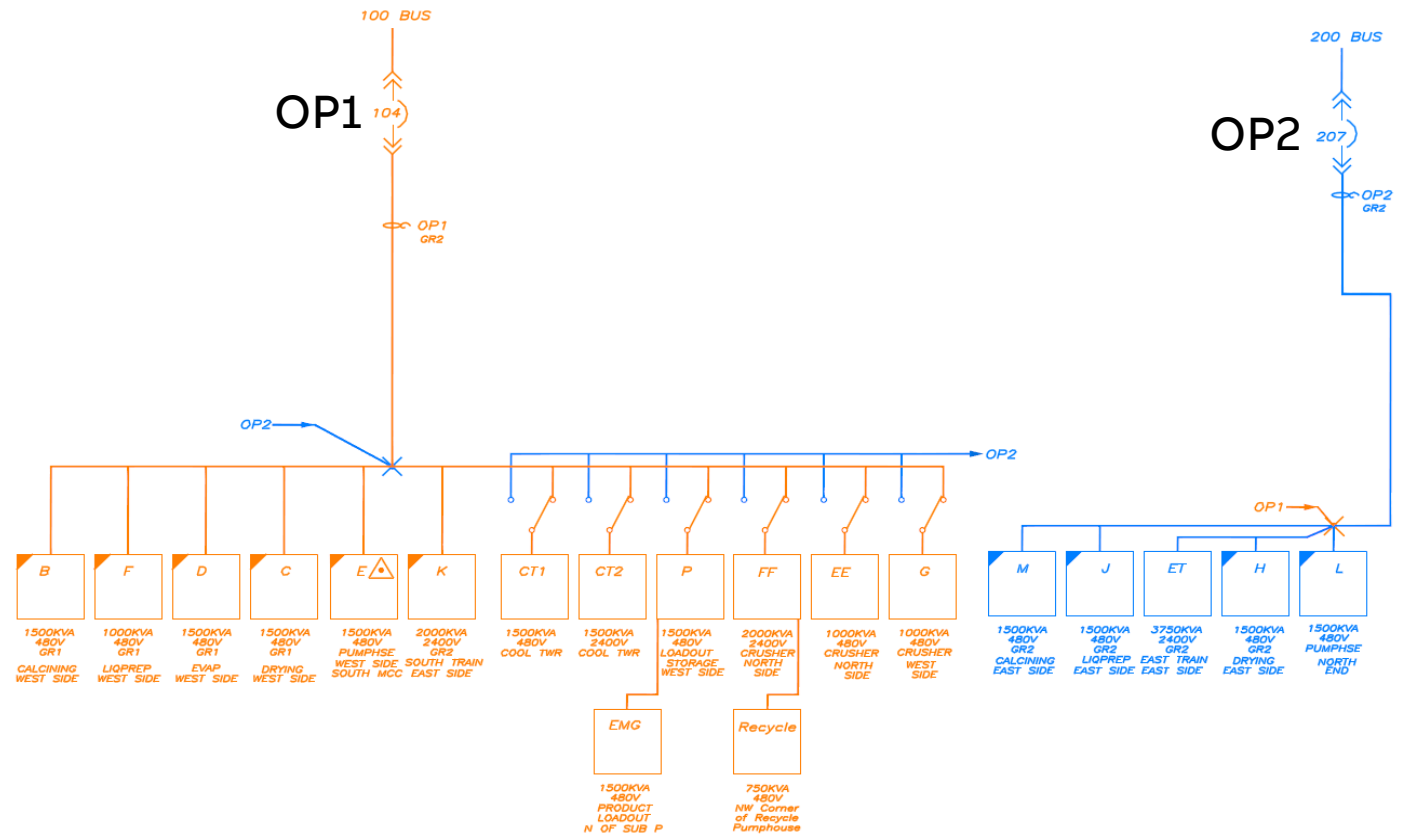 100 BUS
200 BUS
OP1
104
OP2
207
OP1
GR2
OP2
GR2
OP2
OP2
OP1
B
F
D
C
E
K
CT1
CT2
P
FF
EE
G
M
J
ET
H
L
1500KVA
480V
GR1
CALCINING
WEST SIDE
1000KVA
480V
GR1
LIQPREP
WEST SIDE
1500KVA
480V
GR1
EVAP
WEST SIDE
1500KVA
480V
GR1
DRYING
WEST SIDE
1500KVA
480V
PUMPHSE
WEST SIDE
SOUTH MCC
2000KVA
2400V
GR2
SOUTH TRAIN
EAST SIDE
1500KVA
480V
COOL TWR
1500KVA
2400V
COOL TWR
1500KVA
480V
LOADOUT
STORAGE
WEST SIDE
2000KVA
2400V
CRUSHER
NORTH
SIDE
1000KVA
480V
CRUSHER
NORTH
SIDE
1000KVA
480V
CRUSHER
WEST
SIDE
1500KVA
480V
GR2
CALCINING
EAST SIDE
1500KVA
480V
GR2
LIQPREP
EAST SIDE
3750KVA
2400V
GR2
EAST TRAIN
EAST SIDE
1500KVA
480V
GR2
DRYING
EAST SIDE
1500KVA
480V
PUMPHSE
NORTH
END
EMG
1500KVA
480V
PRODUCT
LOADOUT
N OF SUB P
Recycle
750KVA
480V
NW Corner
of Recycle
Pumphouse